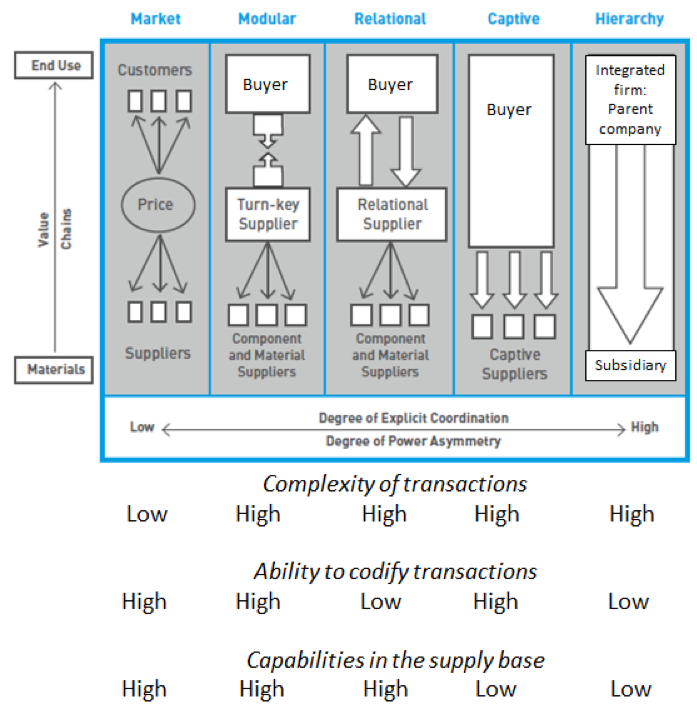 Market Modular Relational Captive Hierarchy
End Use
Value
Chains
Materials
Customers
Price
Suppliers
Buyer
Turn-key
Supplier
Component
and Material
Suppliers
Buyer
Relational
Supplier
Component
and Material
Suppliers
Buyer
Captive
Suppliers
Integrated
firm:
Parent
company
Subsidiary
Degree of Explicit Coordination
Low High
Degree of Power Asymmetry
Complexity of transactions
Low High High High High
Ability to codify transactions
High High Low High Low
Capabilities in the supply base
High High High Low Low